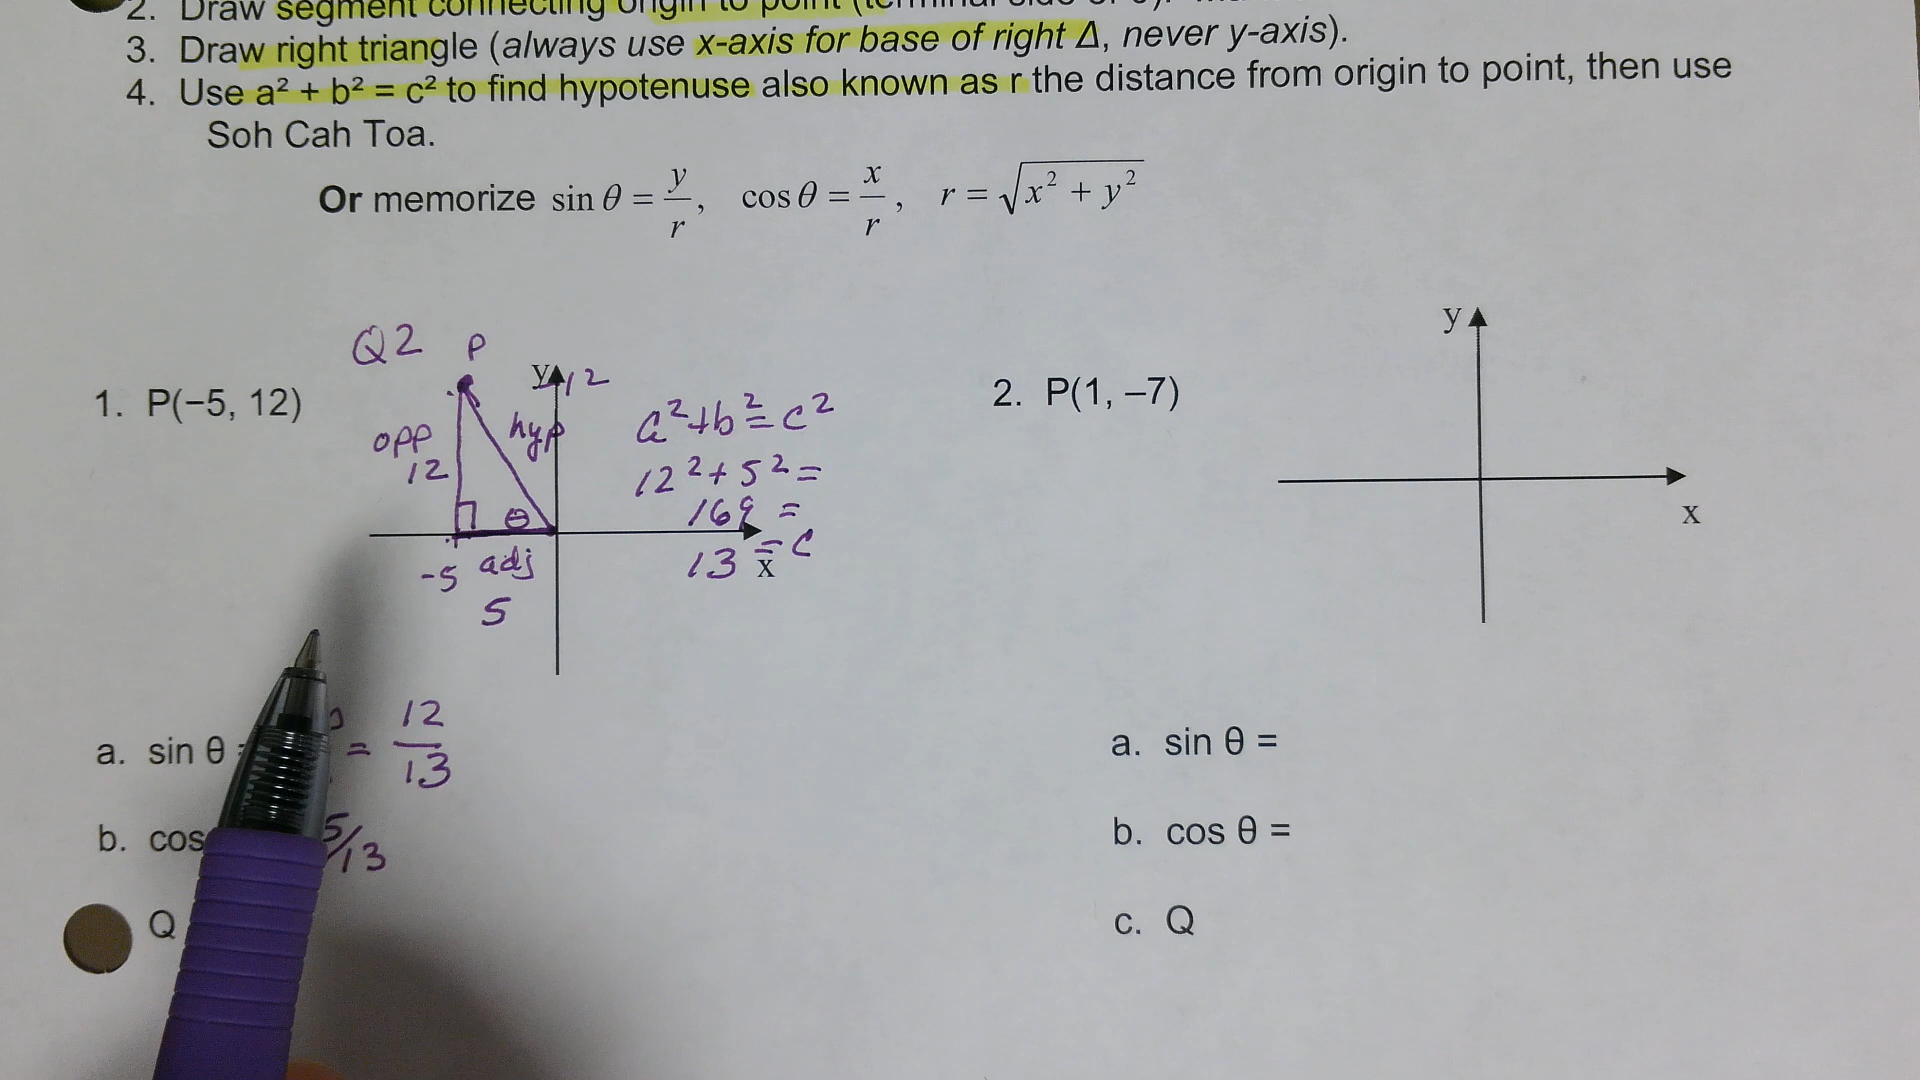 2. Draw segment connecting origin to point (terminal side of
3. Draw right triangle (always use x-axis for base of right Δ, never y-axis).
4. Use a² + b² = c² to find hypotenuse also known as r the distance from origin to point, then use
Soh Cah Toa.
Or memorize sin θ = y/r, cos θ = x/r, r = √(x² + y²)
Q2 P
1. P(−5, 12)
y 12
opp
12
hyp
θ
-5 adj
5
x
a² + b² = c²
12² + 5² =
169 =
13 = c
a. sin θ = = 12/13
b. cos 5/13
Q
2. P(1, −7)
y
x
a. sin θ =
b. cos θ =
c. Q